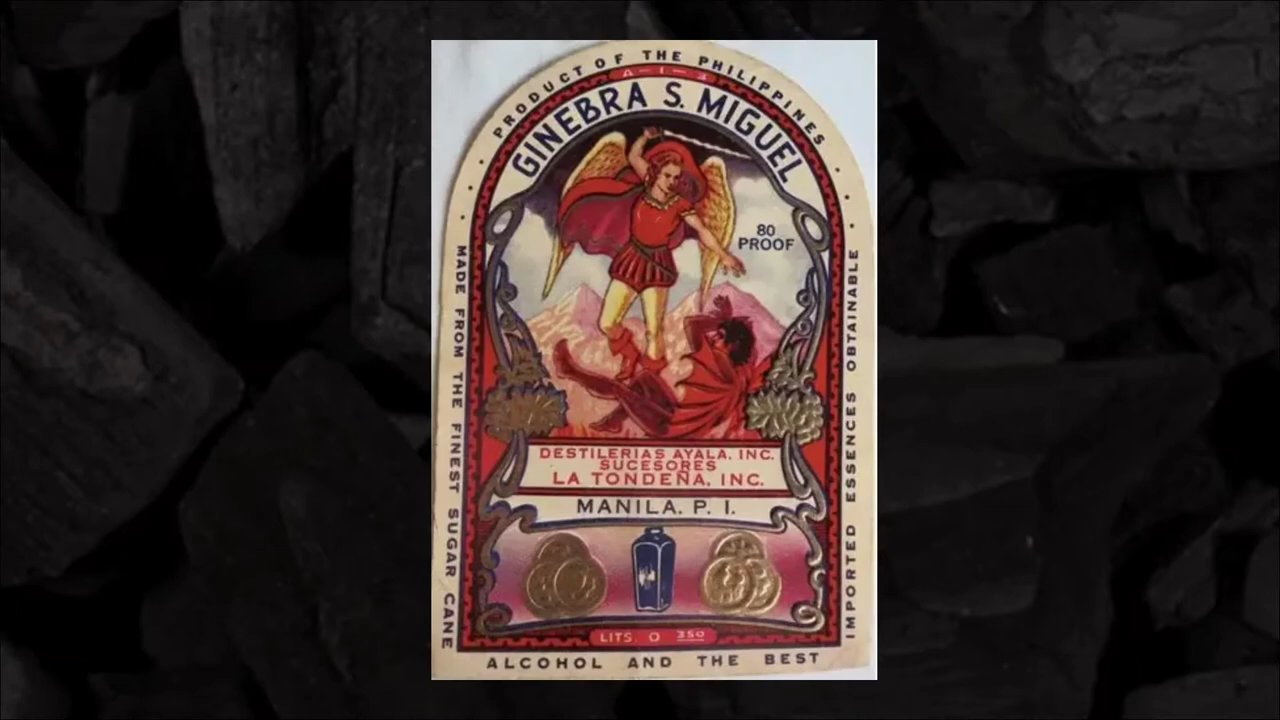 PRODUCT OF THE PHILIPPINES
A-1-3
GINEBRA S. MIGUEL
80
PROOF
DESTILERIAS AYALA, INC.
SUCESORES
LA TONDEÑA, INC.
MANILA. P. I.
LITS. 0 350
MADE FROM THE FINEST SUGAR CANE
ALCOHOL AND THE BEST
IMPORTED ESSENCES OBTAINABLE